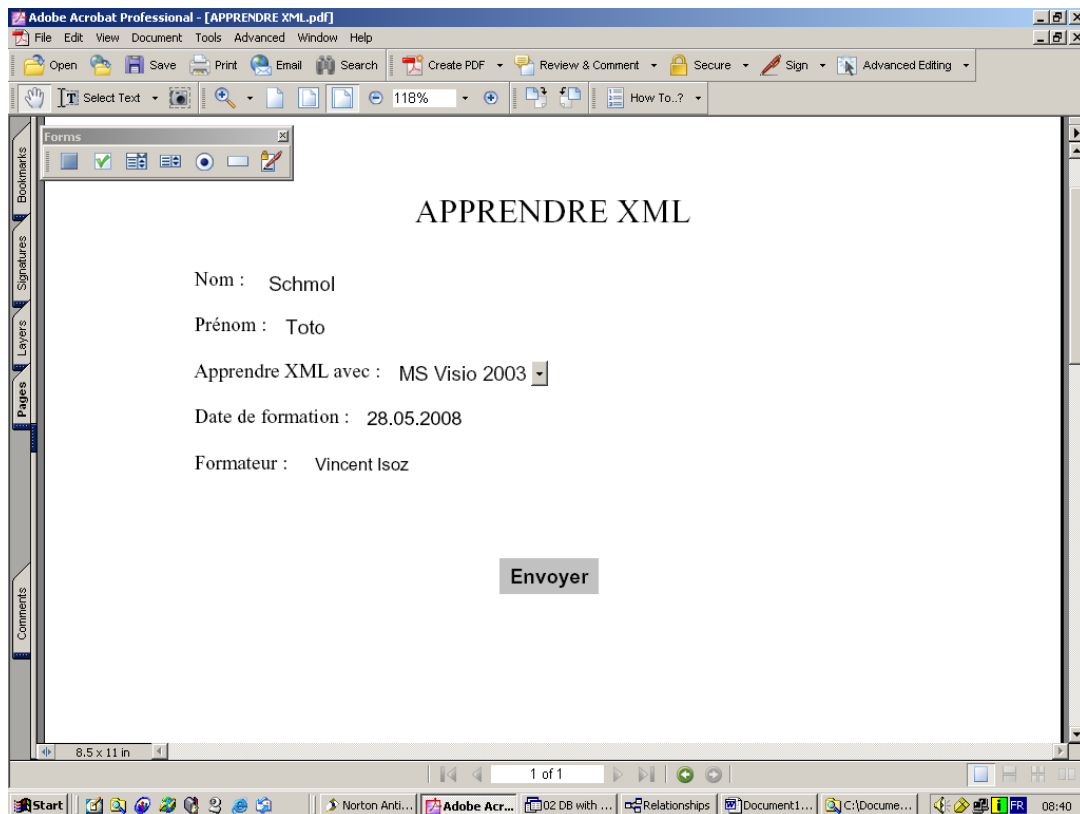 Adobe Acrobat Professional - [APPRENDRE XML.pdf]
File Edit View Document Tools Advanced Window Help
Open Save Print Email Search Create PDF Review & Comment Secure Sign Advanced Editing
Select Text 118% How To..?
Forms
Bookmarks
Signatures
Layers
Pages
Comments
APPRENDRE XML
Nom : Schmol
Prénom : Toto
Apprendre XML avec : MS Visio 2003
Date de formation : 28.05.2008
Formateur : Vincent Isoz
Envoyer
8.5 x 11 in
1 of 1
Start Norton Anti... Adobe Acr... 02 DB with ... Relationships Document1... C:\Docume... FR 08:40